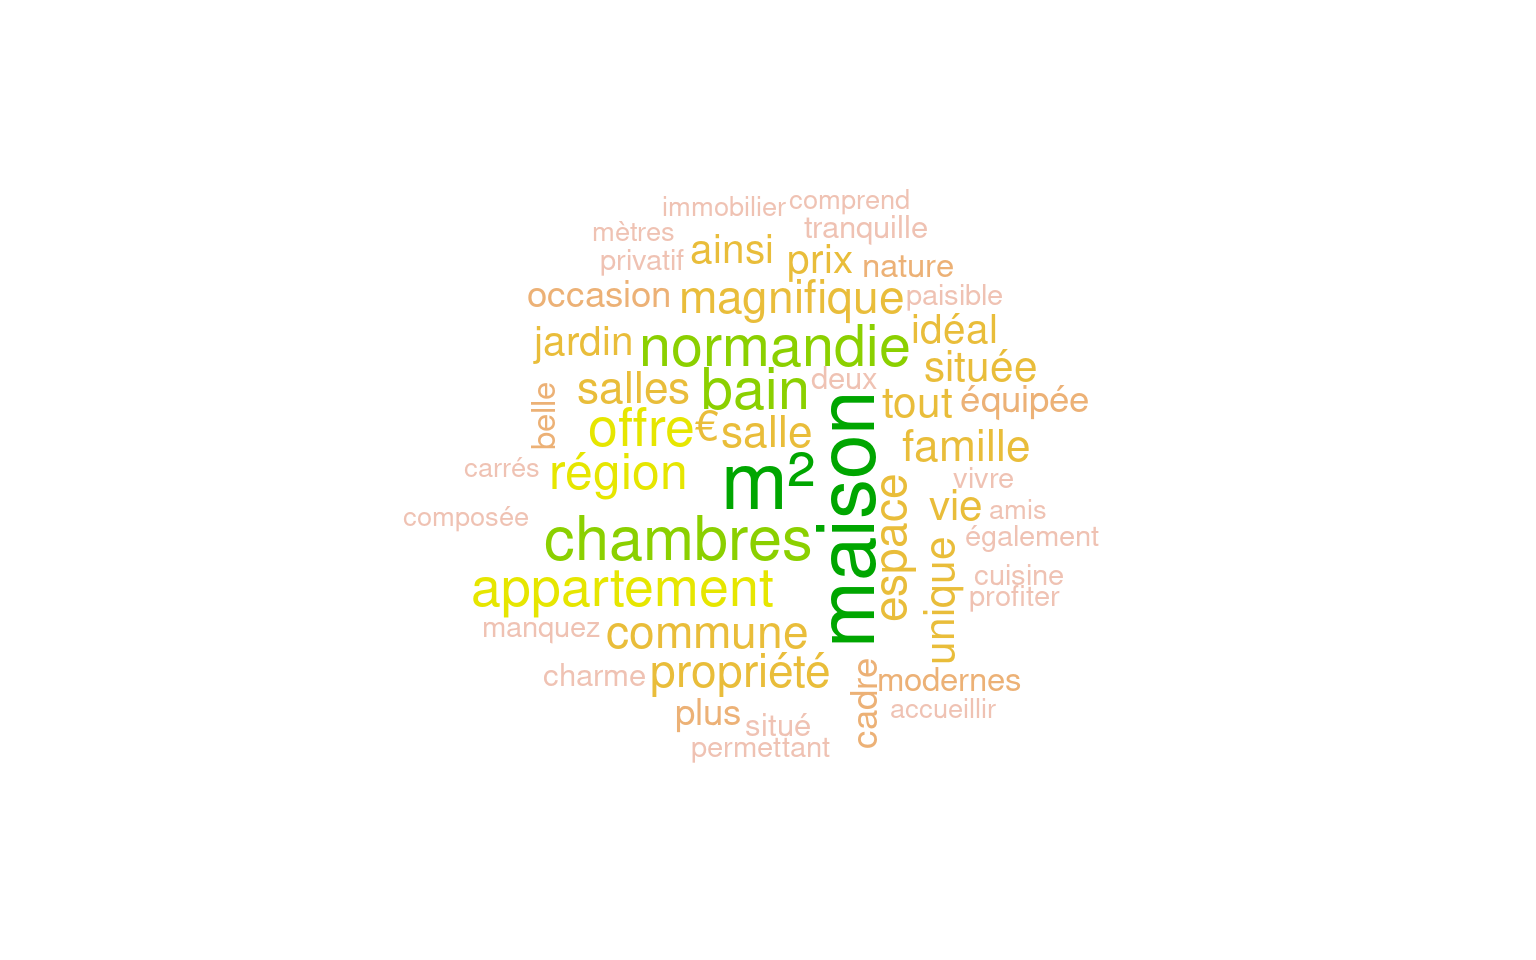 immobilier comprend
mètres tranquille
privatif ainsi prix nature
occasion magnifique paisible
jardin normandie idéal
salles bain deux située
belle offre € salle tout équipée
carrés région m² maison famille
vivre
composée espace vie amis
chambres également
appartement unique cuisine
profiter
manquez commune
charme propriété cadre modernes
plus situé accueillir
permettant